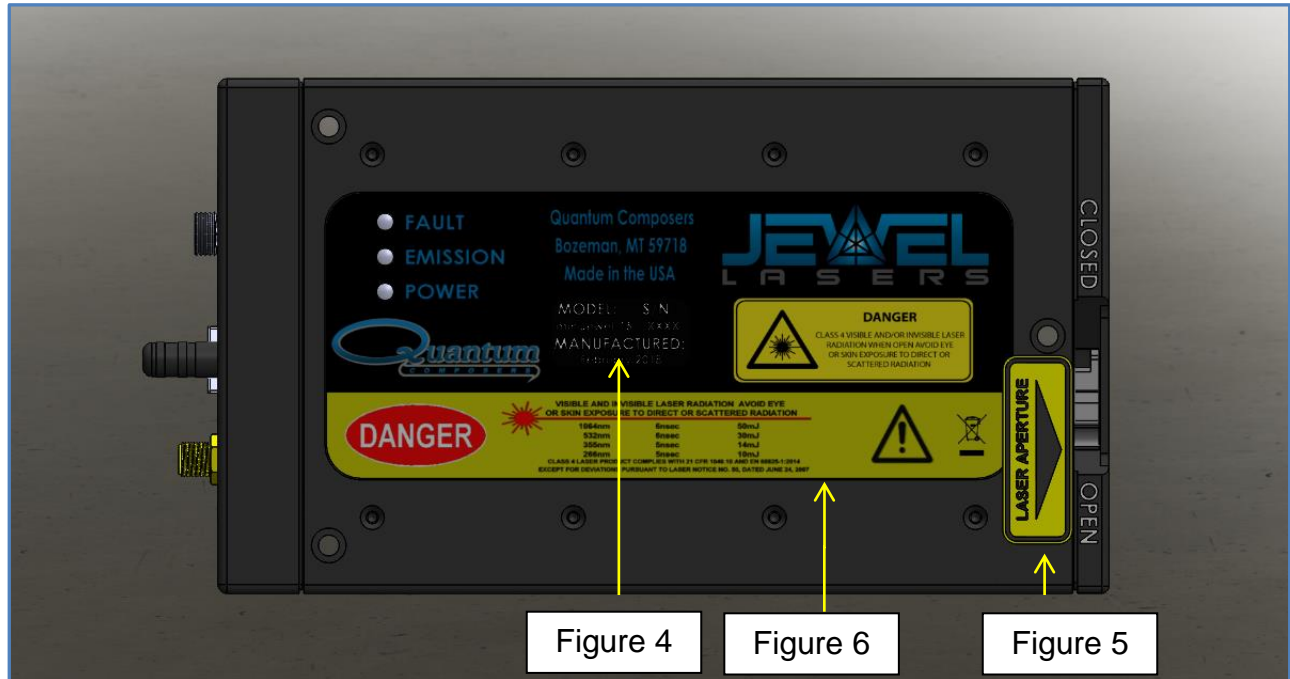 FAULT
EMISSION
POWER
Quantum Composers
Bozeman, MT 59718
Made in the USA
MODEL: S N
XXXX
MANUFACTURED:
February 2015
Quantum
COMPOSERS
JEWEL
LASERS
DANGER
CLASS 4 VISIBLE AND/OR INVISIBLE LASER
RADIATION WHEN OPEN AVOID EYE
OR SKIN EXPOSURE TO DIRECT OR
SCATTERED RADIATION
DANGER
VISIBLE AND INVISIBLE LASER RADIATION AVOID EYE
OR SKIN EXPOSURE TO DIRECT OR SCATTERED RADIATION
1064nm 6nsec 50mJ
532nm 6nsec 30mJ
355nm 5nsec 14mJ
266nm 5nsec 10mJ
CLASS 4 LASER PRODUCT COMPLIES WITH 21 CFR 1040.10 AND EN 60825-1:2014
EXCEPT FOR DEVIATIONS PURSUANT TO LASER NOTICE NO. 50, DATED JUNE 24, 2007
CLOSED
LASER APERTURE
OPEN
Figure 4
Figure 6
Figure 5